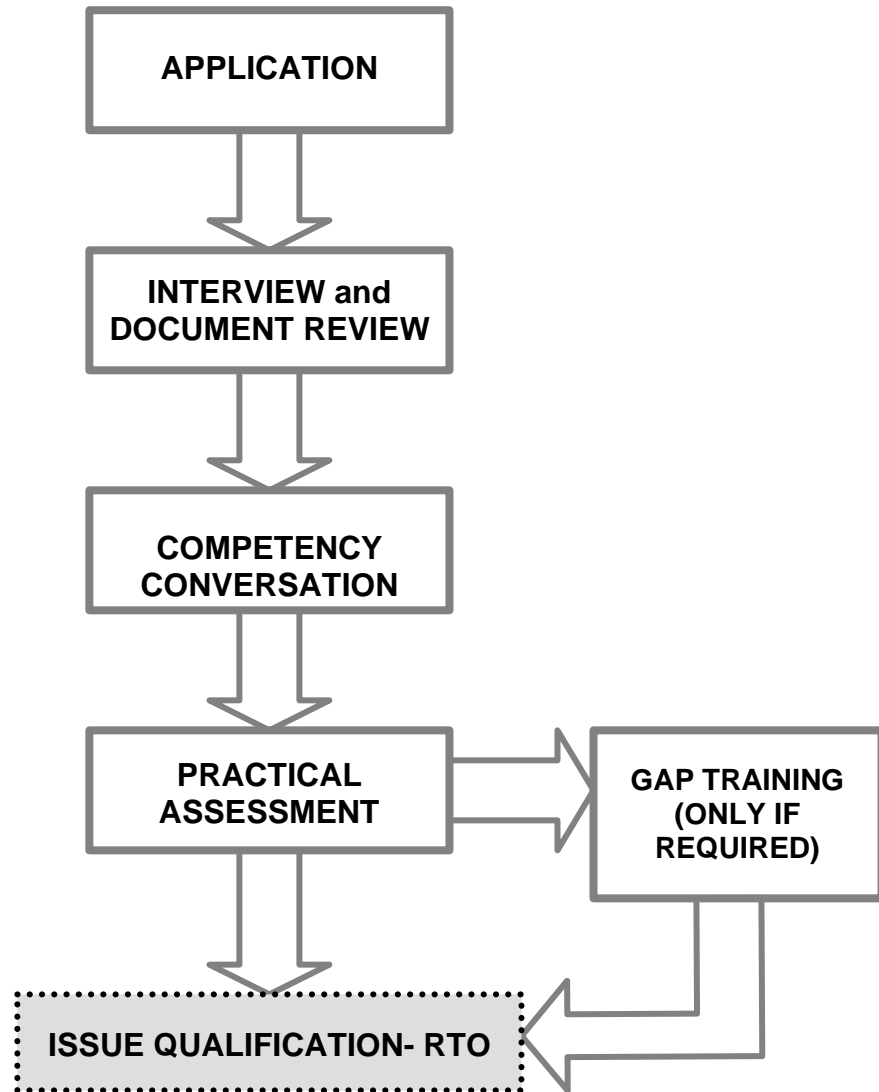 APPLICATION
INTERVIEW and
DOCUMENT REVIEW
COMPETENCY
CONVERSATION
PRACTICAL
ASSESSMENT
GAP TRAINING
(ONLY IF
REQUIRED)
ISSUE QUALIFICATION- RTO